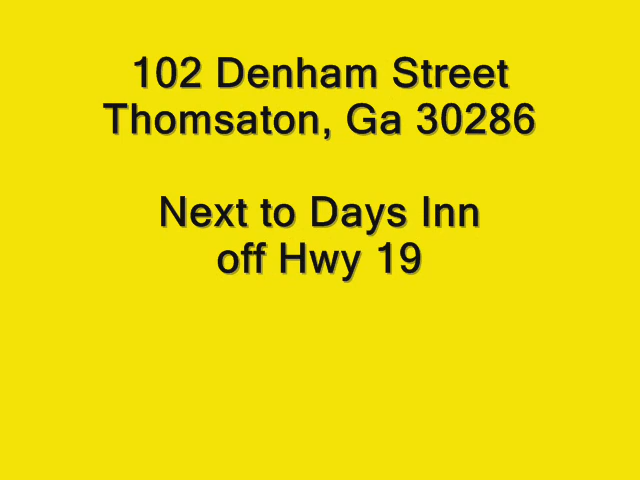 102 Denham Street
Thomsaton, Ga 30286
Next to Days Inn
off Hwy 19